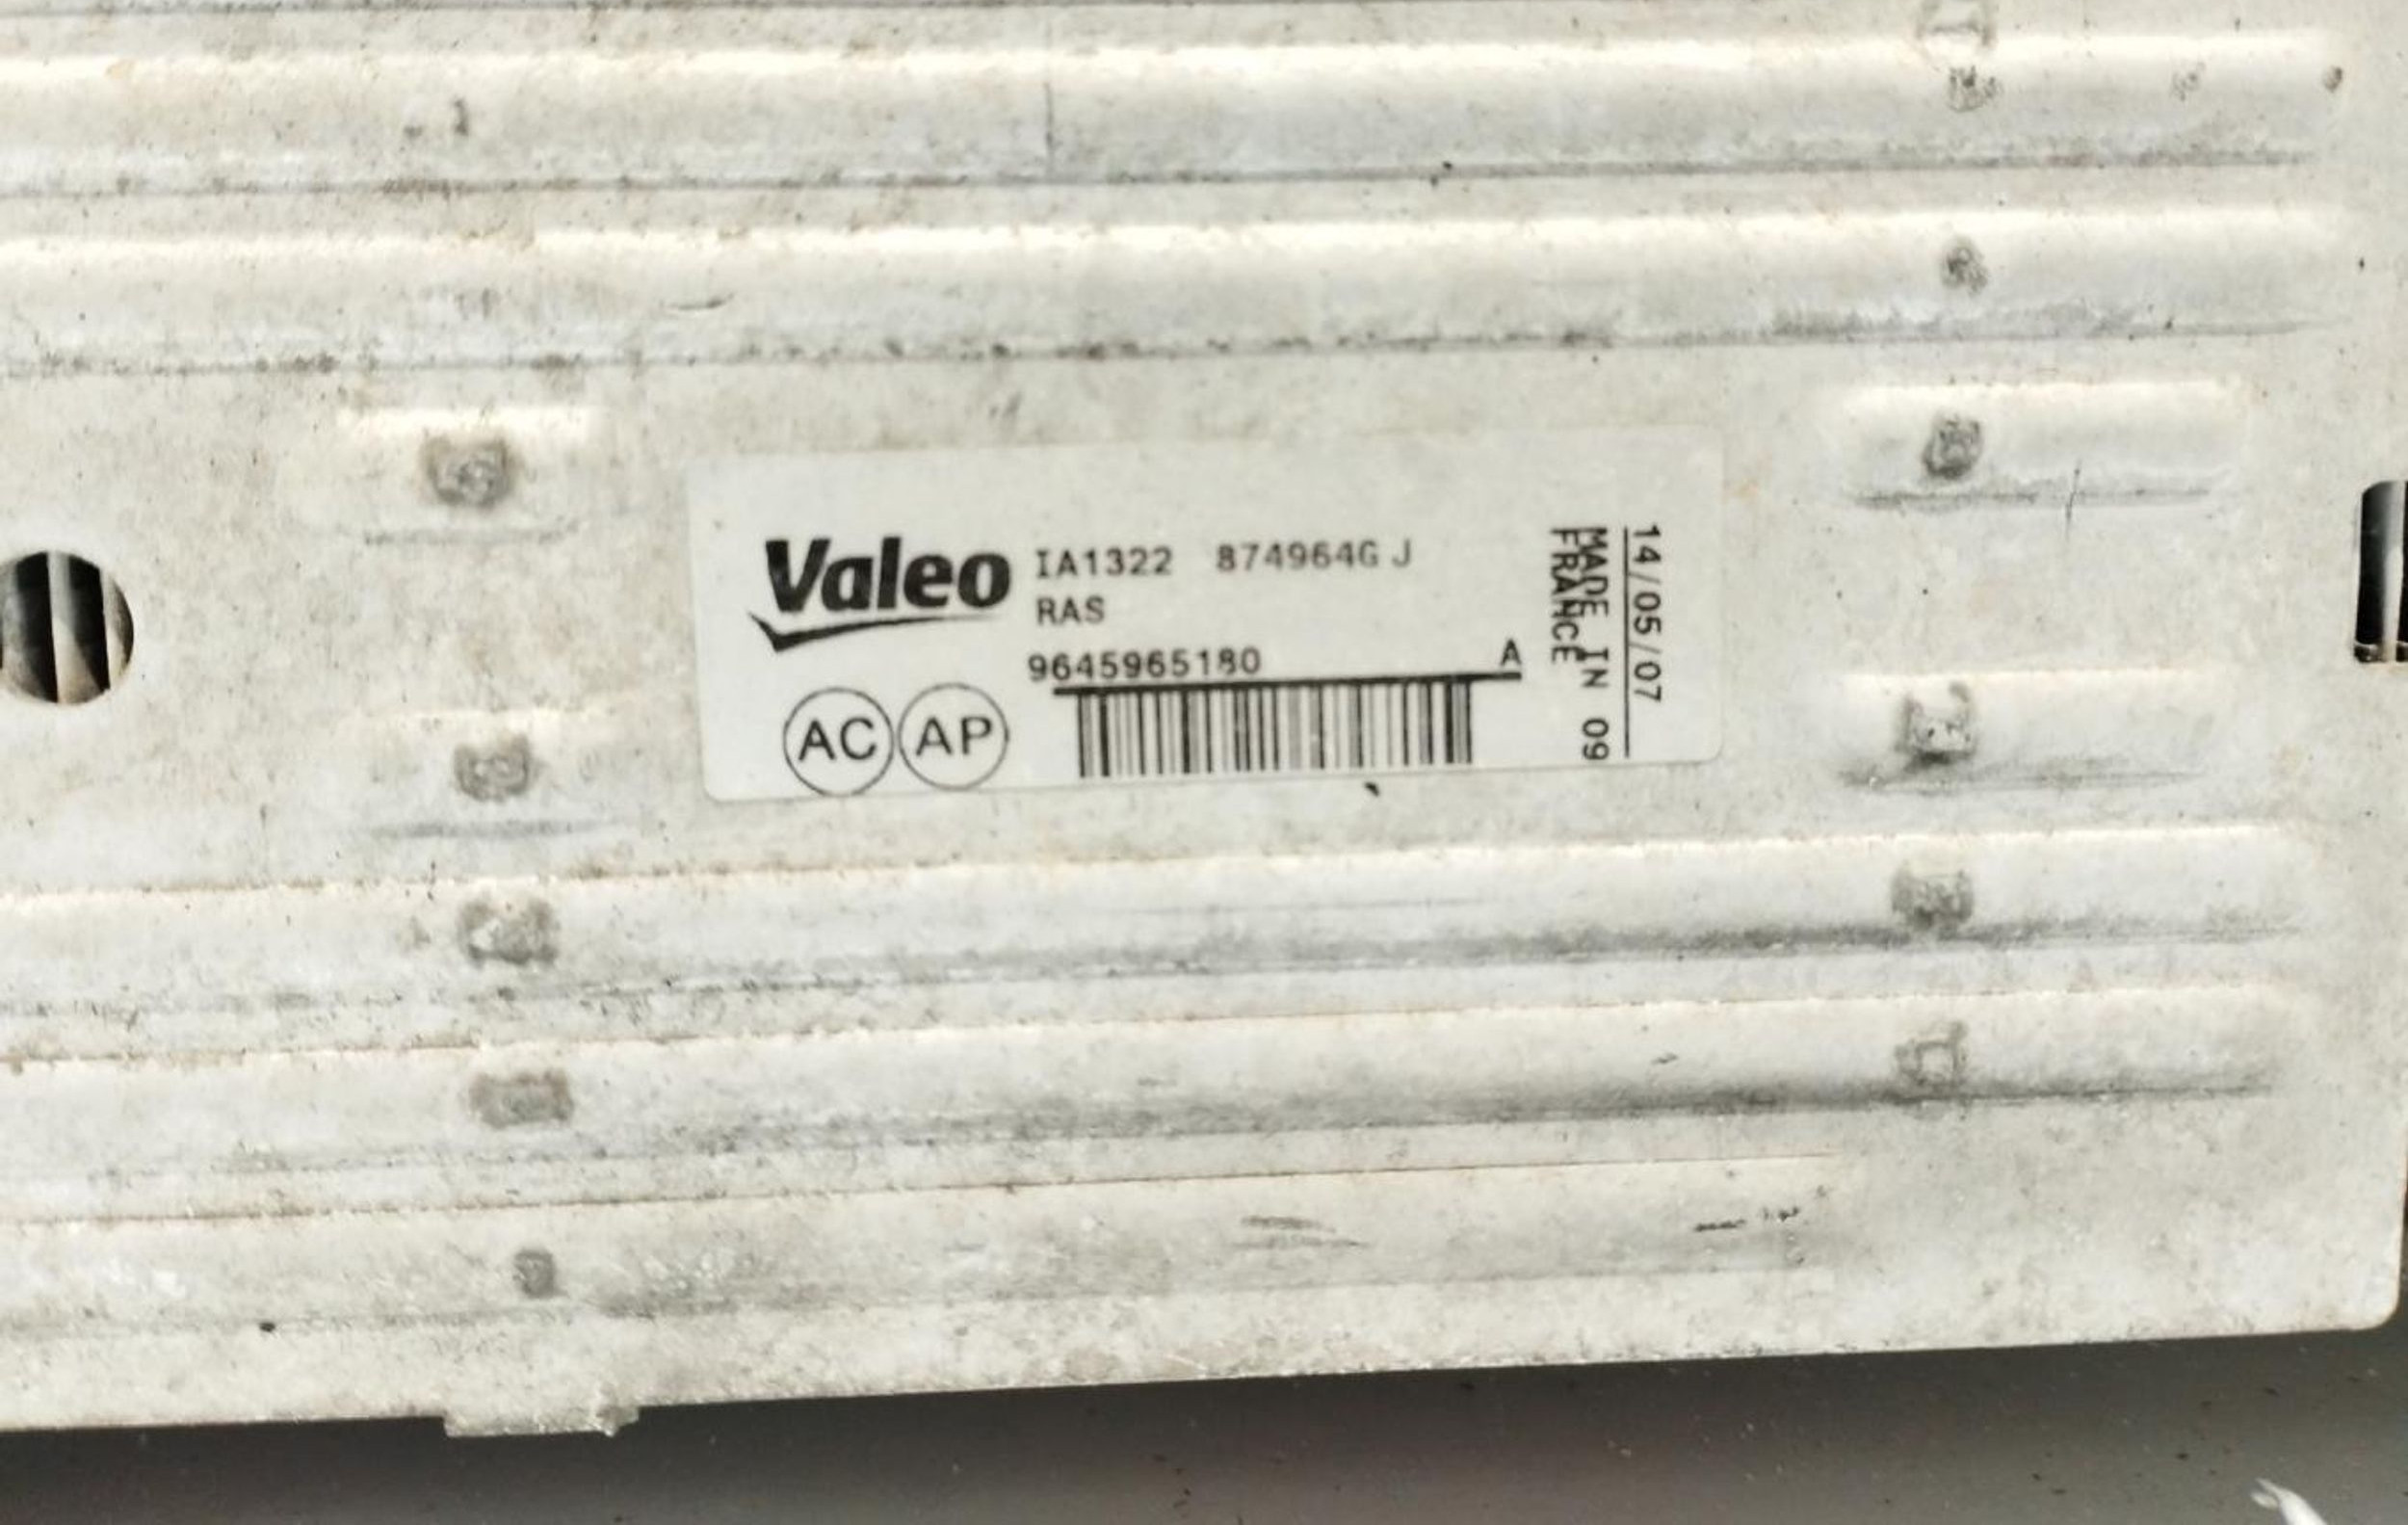 Valeo
IA1322 874964G J
RAS
9645965180 A
AC AP
14/05/07
MADE IN 09
FRANCE